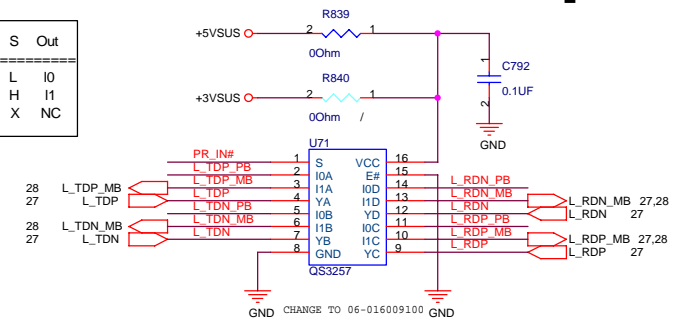 S Out
=========
L I0
H I1
X NC
R839
+5VSUS 2 1
0Ohm
R840
+3VSUS 2 1
0Ohm /
1
C792
0.1UF
2
GND
U71
PR_IN# 1 S VCC 16
L_TDP_PB 2 I0A E# 15
28 L_TDP_MB L_TDP_MB 3 I1A I0D 14 L_RDN_PB
27 L_TDP L_TDP 4 YA I1D 13 L_RDN_MB L_RDN_MB 27,28
L_TDN_PB 5 I0B YD 12 L_RDN L_RDN 27
28 L_TDN_MB L_TDN_MB 6 I1B I0C 11 L_RDP_PB
27 L_TDN L_TDN 7 YB I1C 10 L_RDP_MB L_RDP_MB 27,28
8 GND YC 9 L_RDP L_RDP 27
QS3257
GND CHANGE TO 06-016009100 GND